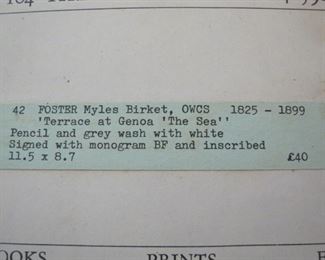 42 FOSTER Myles Birket, OWCS 1825 - 1899
'Terrace at Genoa 'The Sea''
Pencil and grey wash with white
Signed with monogram BF and inscribed
11.5 x 8.7 £40
PRINTS